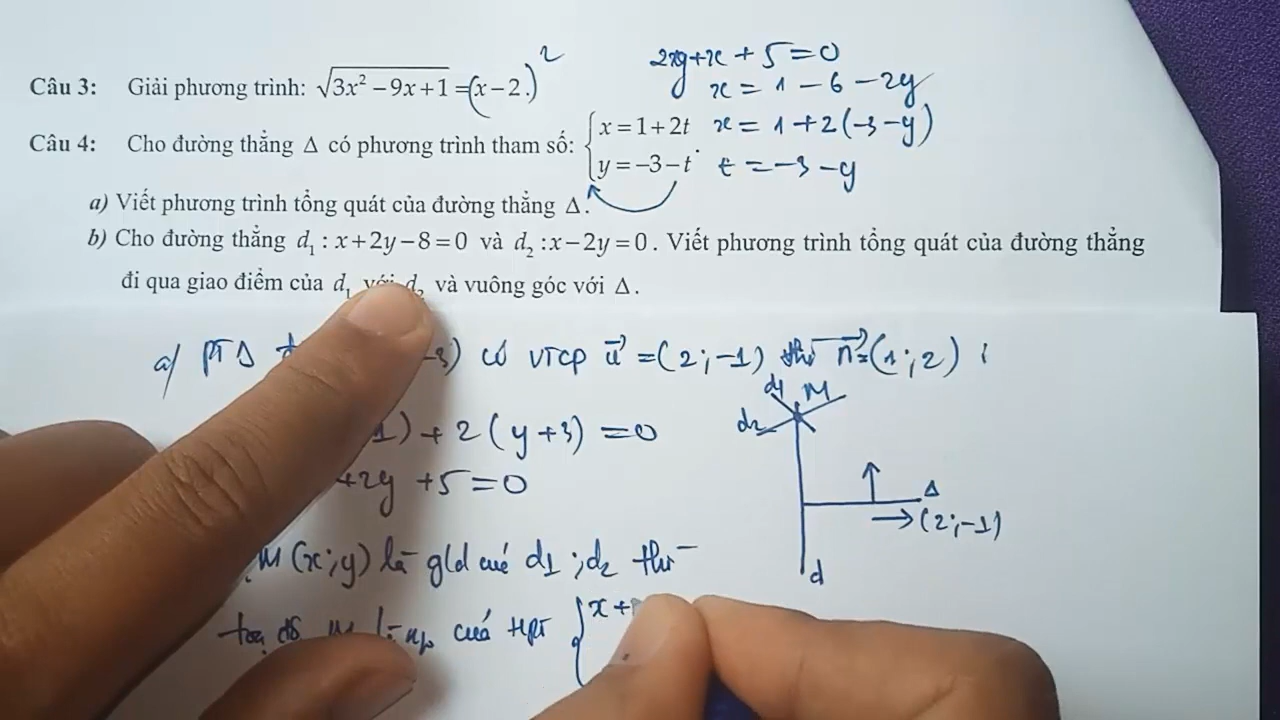 Câu 3: Giải phương trình: √3x² − 9x + 1 = (x − 2.)²
2y + x + 5 = 0
x = 1 − 6 − 2y
Câu 4: Cho đường thẳng Δ có phương trình tham số: { x = 1 + 2t
y = −3 − t .
x = 1 + 2(−3 − y)
t = −3 − y
a) Viết phương trình tổng quát của đường thẳng Δ.
b) Cho đường thẳng d₁ : x + 2y − 8 = 0 và d₂ : x − 2y = 0. Viết phương trình tổng quát của đường thẳng
đi qua giao điểm của d₁ với d₂ và vuông góc với Δ.
a/ PTΔ −3) có VTCP u⃗ = (2; −1) thì n⃗ = (1; 2)
1) + 2(y + 3) = 0
+2y + 5 = 0
d1 M
d2
Δ
(2; −1)
d
M(x; y) là gđ của d1; d2 thì
toạ độ M là của HPT { x +